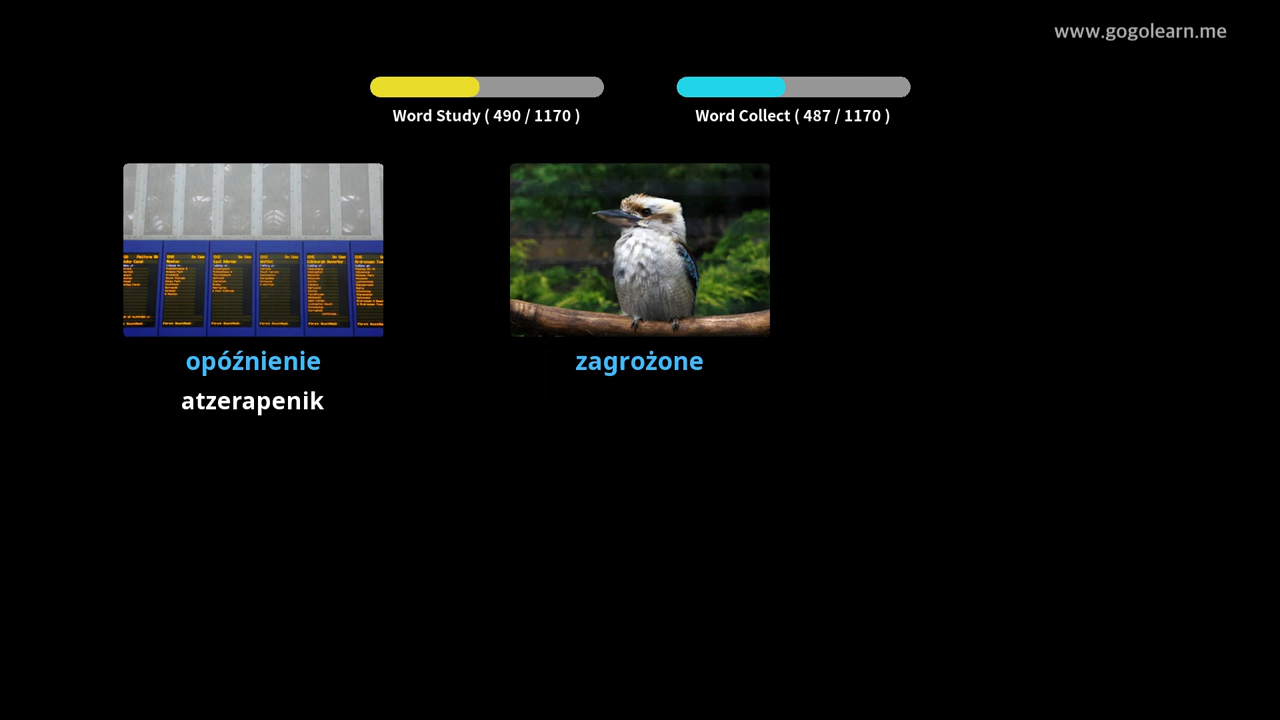 www.gogolearn.me
Word Study ( 490 / 1170 )
Word Collect ( 487 / 1170 )
opóźnienie
zagrożone
atzerapenik